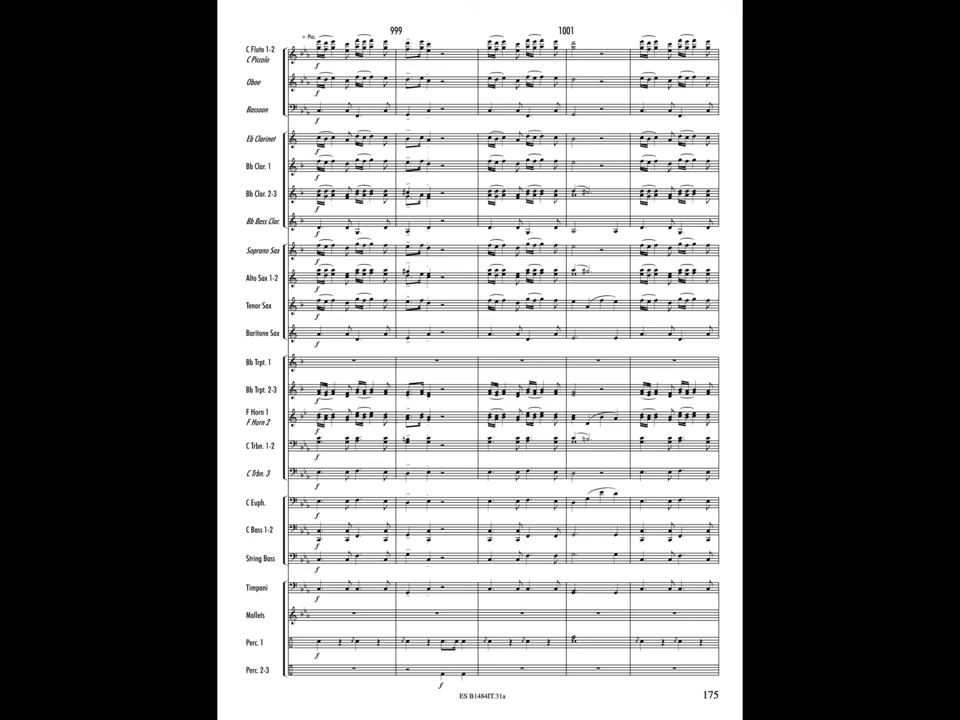 999
1001
+ Picc.
C Flute 1-2
C Piccolo
f
Oboe
f
Bassoon
f
Eb Clarinet
f
Bb Clar. 1
f
Bb Clar. 2-3
f
Bb Bass Clar.
f
Soprano Sax
f
Alto Sax 1-2
f
Tenor Sax
f
Baritone Sax
f
Bb Trpt. 1
Bb Trpt. 2-3
f
F Horn 1
F Horn 2
f
C Trbn. 1-2
f
C Trbn. 3
f
C Euph.
f
C Bass 1-2
f
String Bass
f
Timpani
f
Mallets
Perc. 1
f
Perc. 2-3
f
ES B1484IT.31a
175